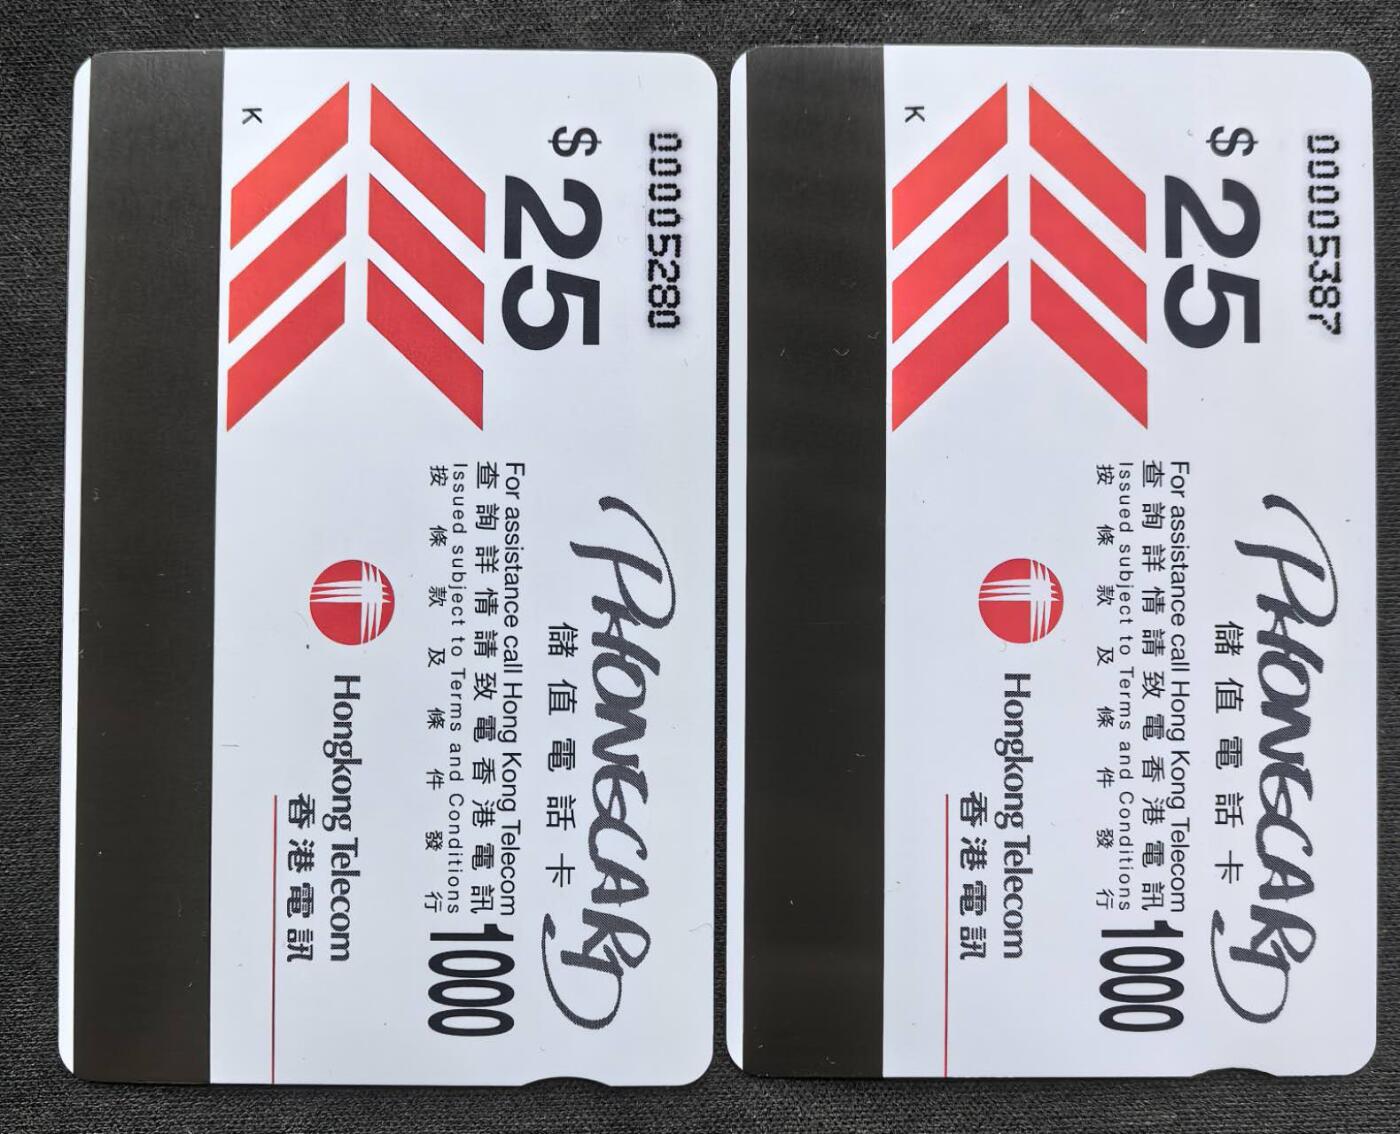 00005280
$ 25
K
PHONECARD
儲值電話卡
For assistance call Hong Kong Telecom
查詢詳情請致電香港電訊
Issued subject to Terms and Conditions
按條款及條件發行
1000
Hongkong Telecom
香港電訊
00005387
$ 25
K
PHONECARD
儲值電話卡
For assistance call Hong Kong Telecom
查詢詳情請致電香港電訊
Issued subject to Terms and Conditions
按條款及條件發行
1000
Hongkong Telecom
香港電訊